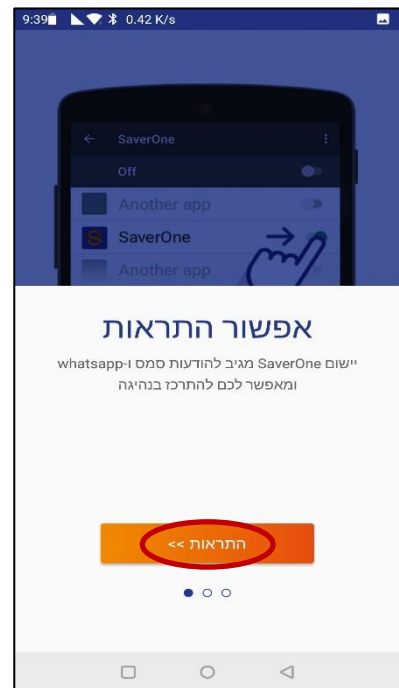 9:39 0.42 K/s
SaverOne
Off
Another app
SaverOne
Another app
אפשור התראות
יישום SaverOne מגיב להודעות סמס ו-whatsapp
ומאפשר לכם להתרכז בנהיגה
התראות >>